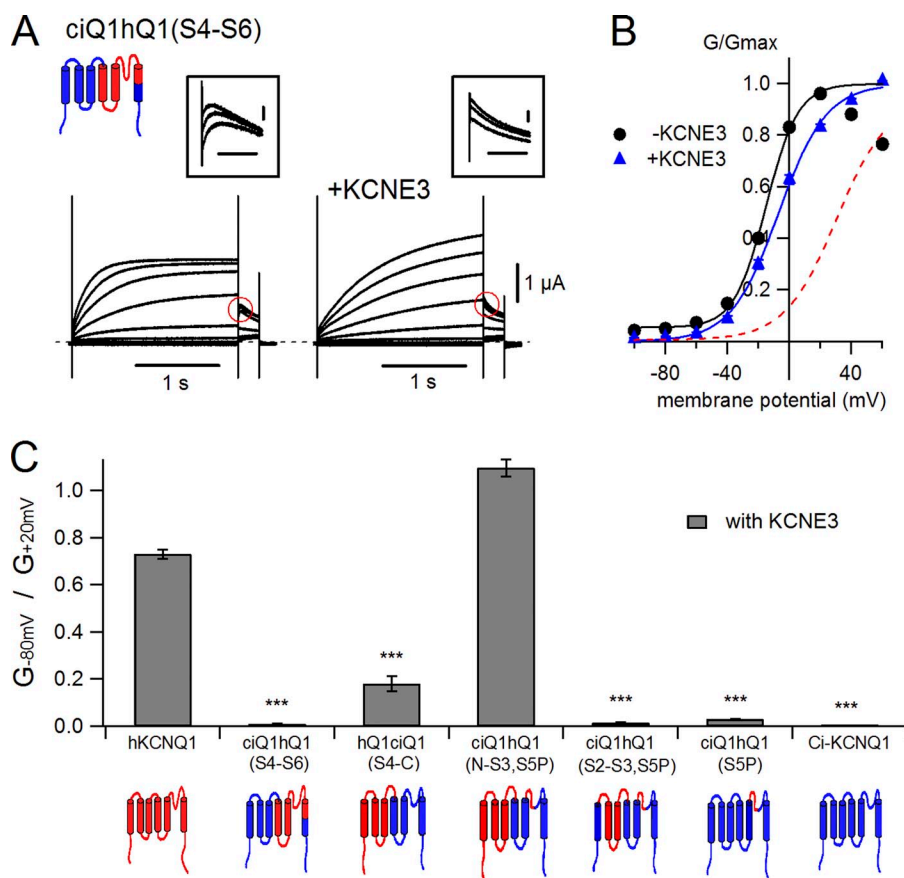 A
ciQ1hQ1(S4-S6)
+KCNE3
1 µA
1 s
1 s
B
G/Gmax
1.0
0.8
0.6
0.4
0.2
-KCNE3
+KCNE3
-80
-40
0
40
membrane potential (mV)
C
G-80mV / G+20mV
1.0
0.8
0.6
0.4
0.2
0.0
with KCNE3
***
***
***
***
***
hKCNQ1
ciQ1hQ1
(S4-S6)
hQ1ciQ1
(S4-C)
ciQ1hQ1
(N-S3,S5P)
ciQ1hQ1
(S2-S3,S5P)
ciQ1hQ1
(S5P)
Ci-KCNQ1